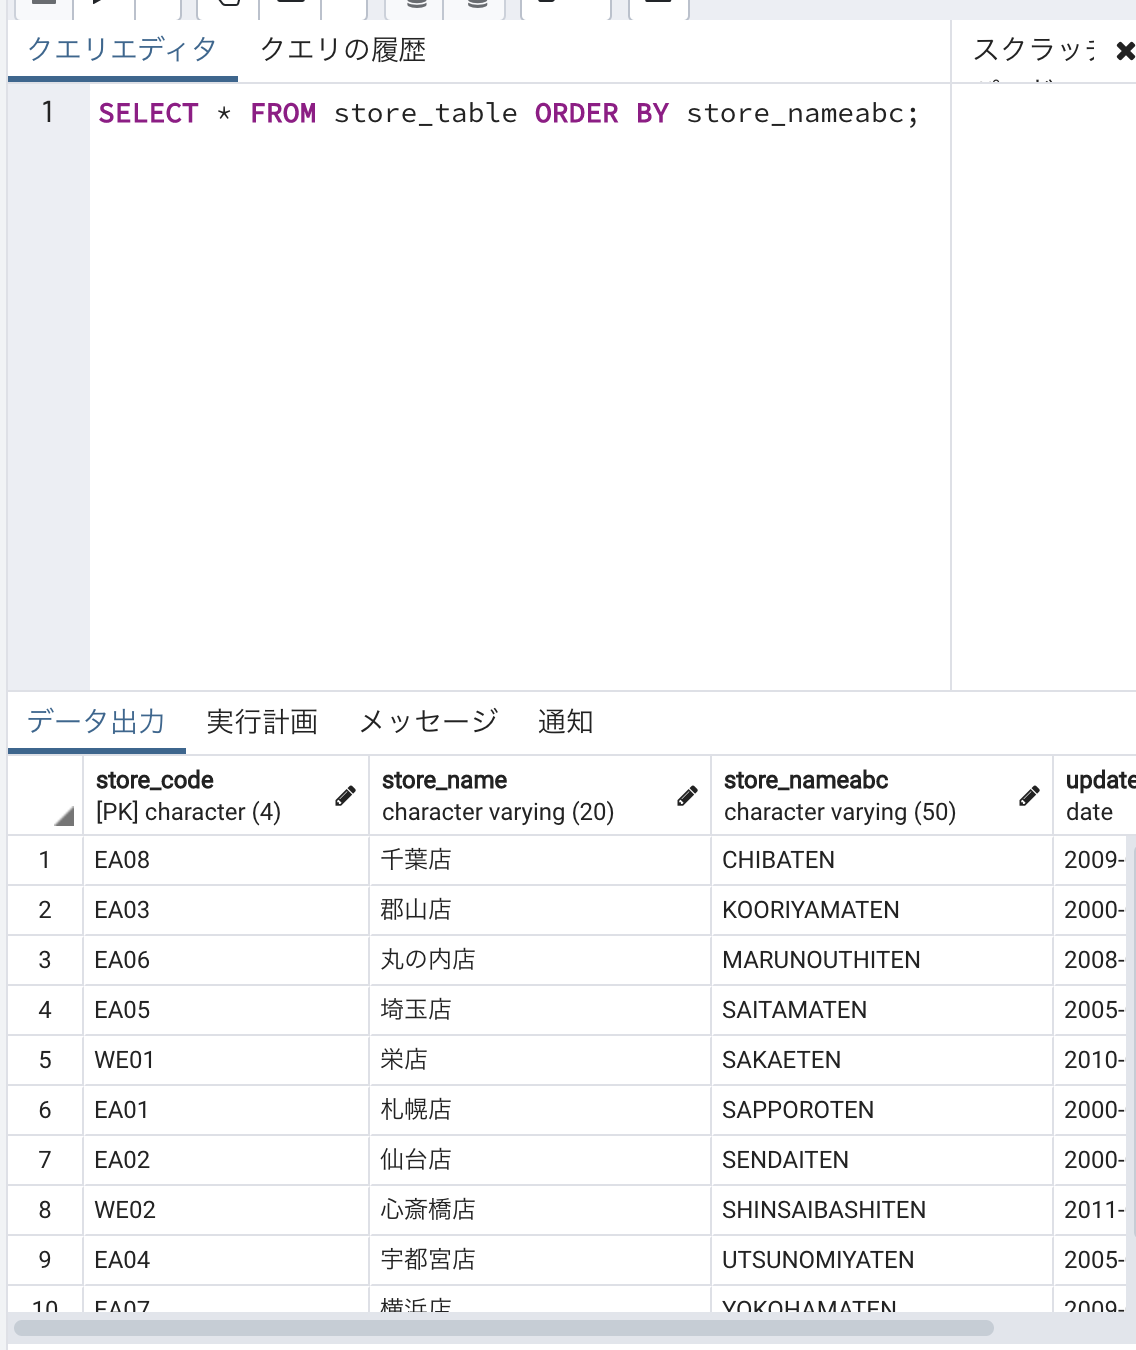 クエリエディタ クエリの履歴 スクラッチ
1 SELECT * FROM store_table ORDER BY store_nameabc;
データ出力 実行計画 メッセージ 通知
store_code store_name store_nameabc update
[PK] character (4) character varying (20) character varying (50) date
1 EA08 千葉店 CHIBATEN 2009-
2 EA03 郡山店 KOORIYAMATEN 2000-
3 EA06 丸の内店 MARUNOUTHITEN 2008-
4 EA05 埼玉店 SAITAMATEN 2005-
5 WE01 栄店 SAKAETEN 2010-
6 EA01 札幌店 SAPPOROTEN 2000-
7 EA02 仙台店 SENDAITEN 2000-
8 WE02 心斎橋店 SHINSAIBASHITEN 2011-
9 EA04 宇都宮店 UTSUNOMIYATEN 2005-
10 EA07 横浜店 YOKOHAMATEN 2009-